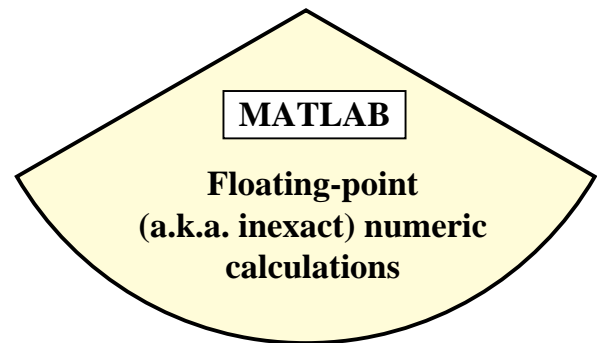 MATLAB
Floating-point
(a.k.a. inexact) numeric
calculations